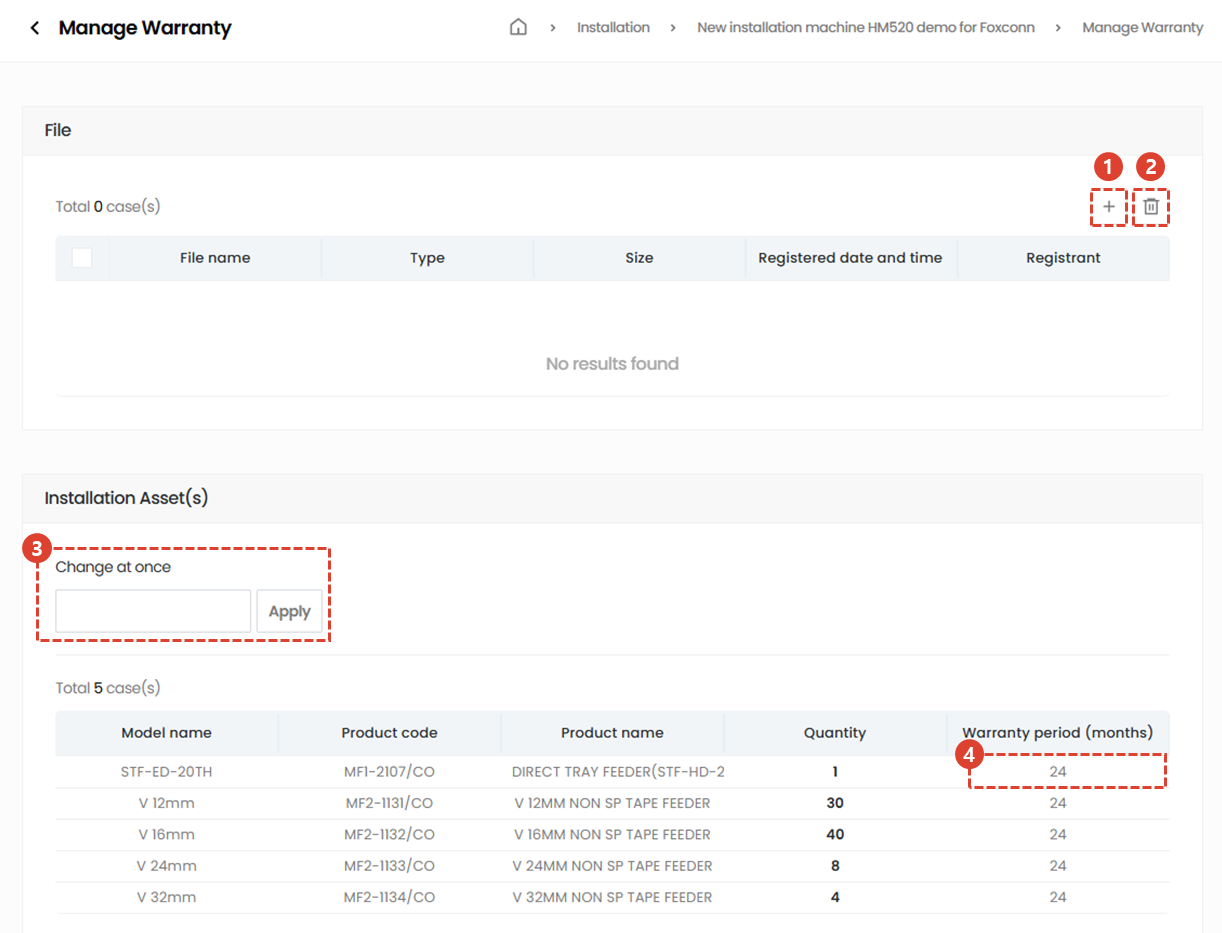 Manage Warranty
Installation > New installation machine HM520 demo for Foxconn > Manage Warranty
File
1 2
Total 0 case(s)
File name Type Size Registered date and time Registrant
No results found
Installation Asset(s)
3
Change at once
Apply
Total 5 case(s)
Model name Product code Product name Quantity Warranty period (months)
4
STF-ED-20TH MF1-2107/CO DIRECT TRAY FEEDER(STF-HD-2 1 24
V 12mm MF2-1131/CO V 12MM NON SP TAPE FEEDER 30 24
V 16mm MF2-1132/CO V 16MM NON SP TAPE FEEDER 40 24
V 24mm MF2-1133/CO V 24MM NON SP TAPE FEEDER 8 24
V 32mm MF2-1134/CO V 32MM NON SP TAPE FEEDER 4 24